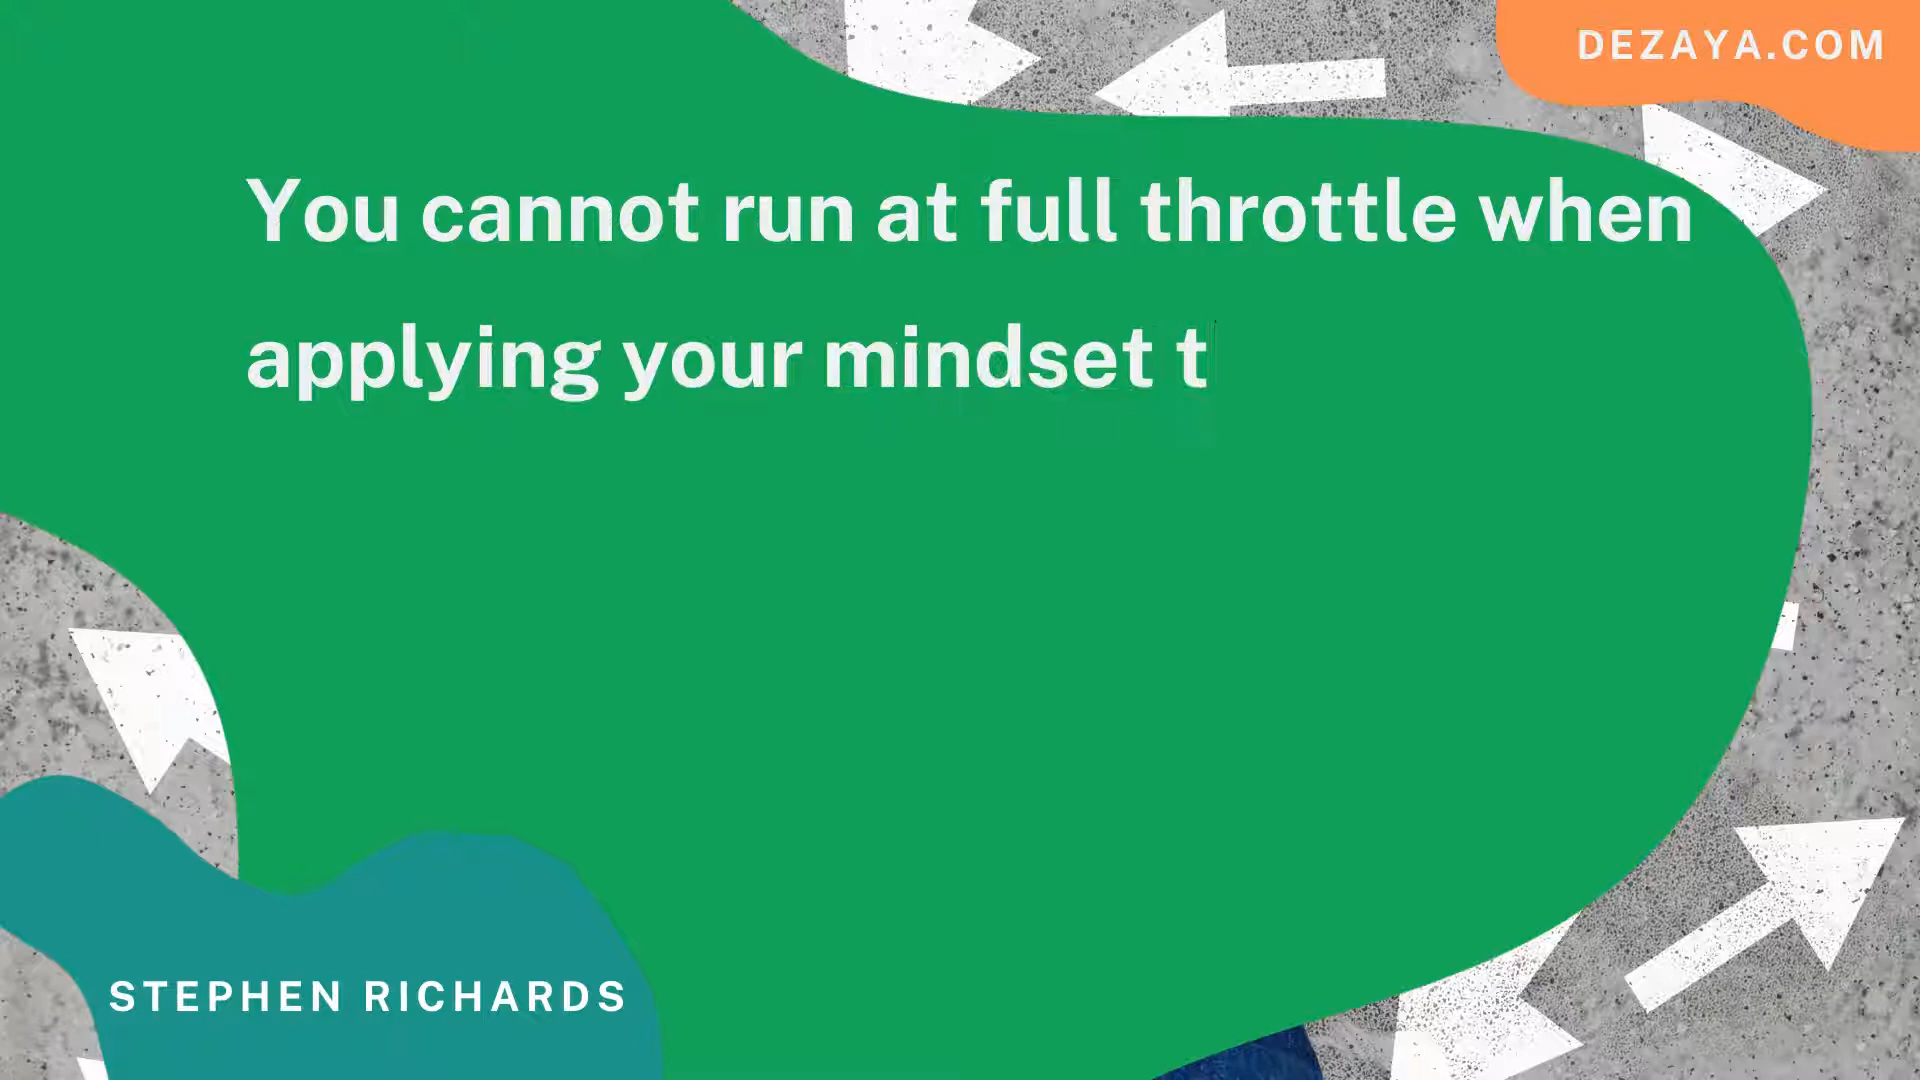 DEZAYA.COM
You cannot run at full throttle when
applying your mindset t
STEPHEN RICHARDS